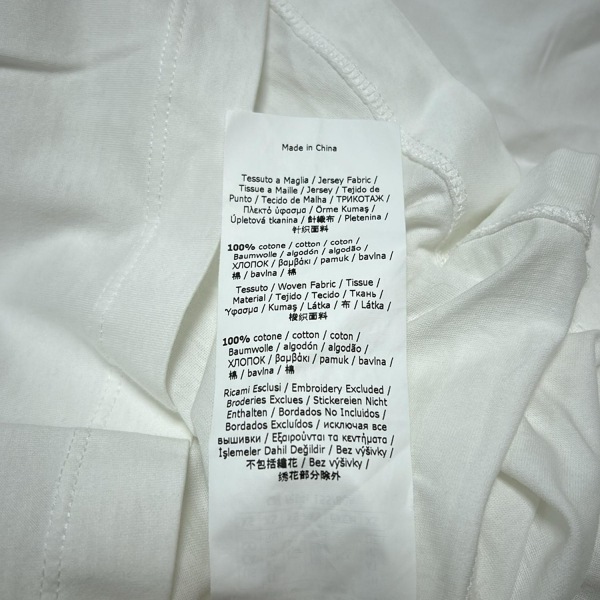 Made in China
Tessuto a Maglia / Jersey Fabric /
Tissue a Maille / Jersey / Tejido de
Punto / Tecido de Malha / ТРИКОТАЖ /
Πλεκτό ύφασμα / Örme Kumaş /
Úpletová tkanina / 針織布 / Pletenina /
针织面料
100% cotone / cotton / coton /
Baumwolle / algodón / algodão /
ХЛОПОК / βαμβάκι / pamuk / bavlna /
棉 / bavlna / 棉
Tessuto / Woven Fabric / Tissue /
Material / Tejido / Tecido / Ткань /
Ύφασμα / Kumaş / Látka / 布 / Látka /
梭织面料
100% cotone / cotton / coton /
Baumwolle / algodón / algodão /
ХЛОПОК / βαμβάκι / pamuk / bavlna /
棉 / bavlna / 棉
Ricami Esclusi / Embroidery Excluded /
Broderies Exclues / Stickereien Nicht
Enthalten / Bordados No Incluidos /
Bordados Excluídos / исключая все
вышивки / Εξαιρούνται τα κεντήματα /
İşlemeler Dahil Değildir / Bez výšivky /
不包括繡花 / Bez výšivky /
绣花部分除外